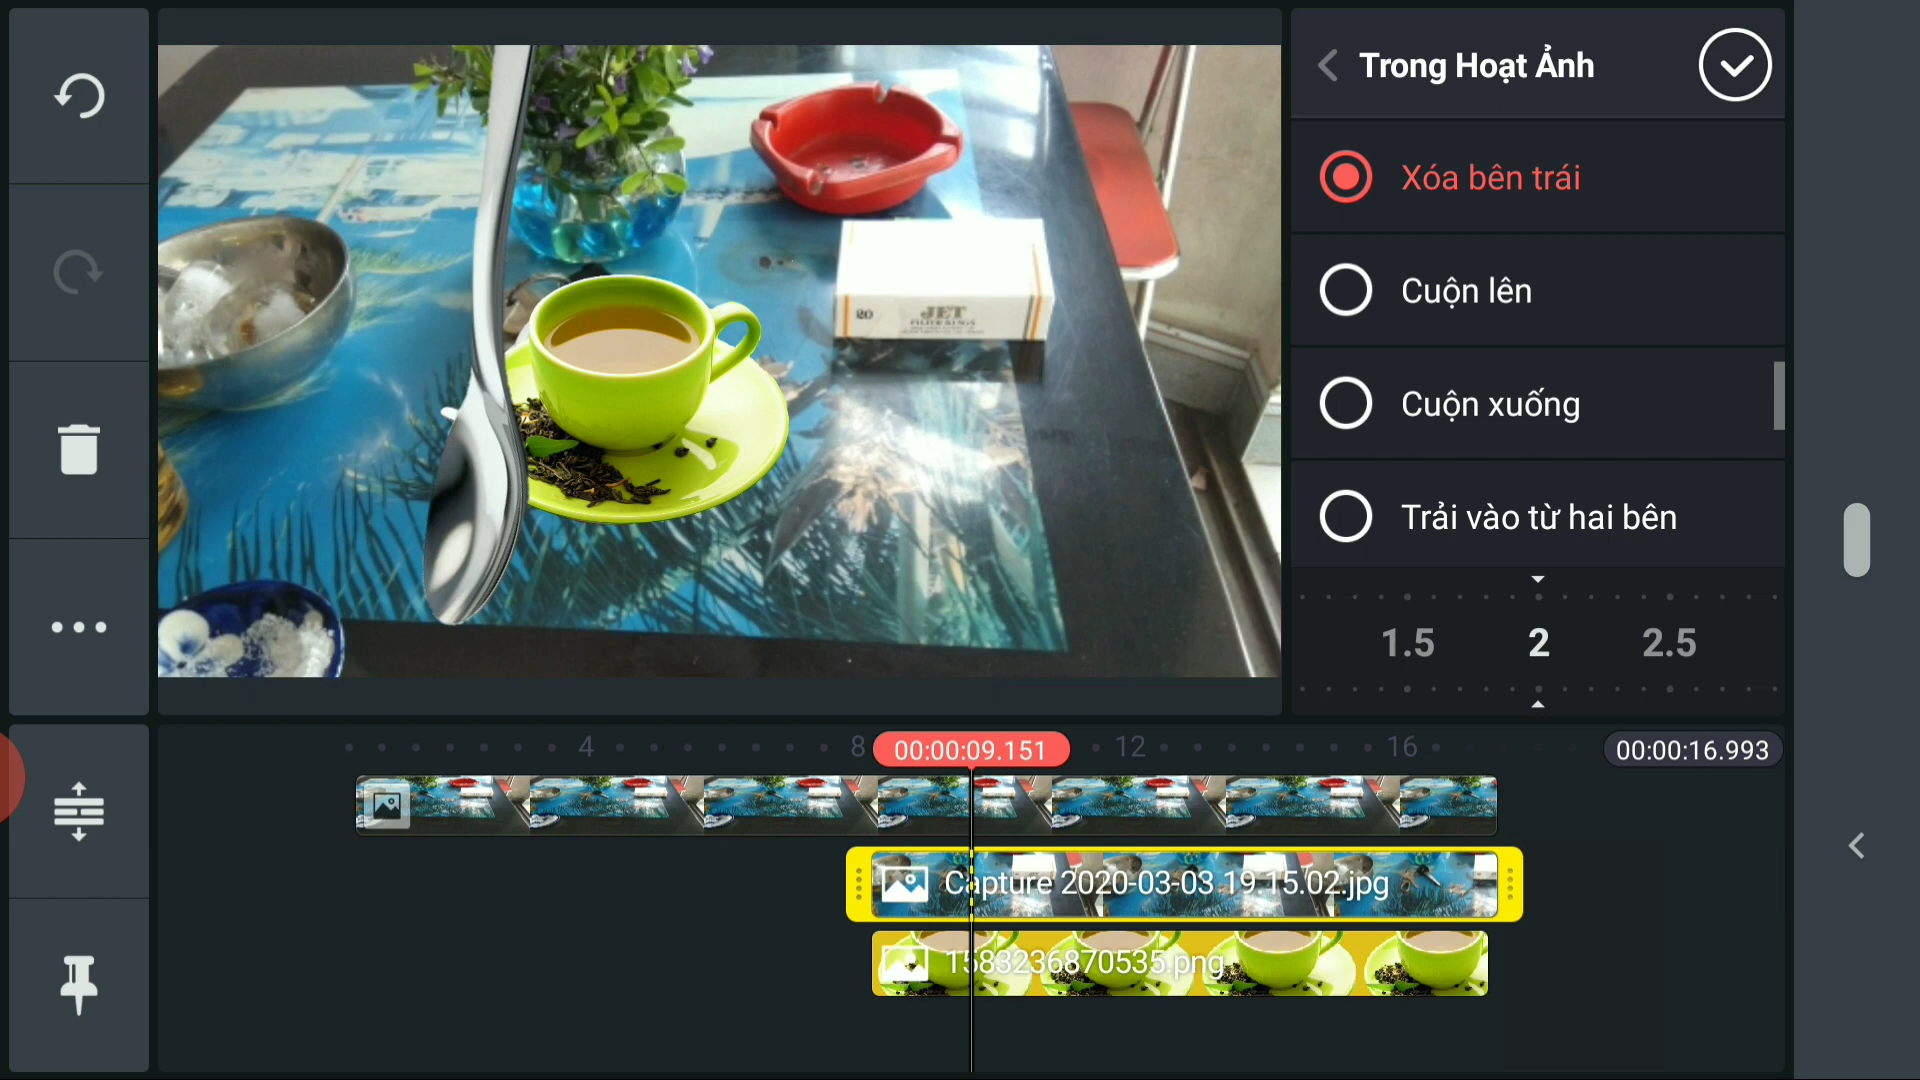 Trong Hoạt Ảnh
Xóa bên trái
Cuộn lên
Cuộn xuống
Trải vào từ hai bên
1.5 2 2.5
20 JET
4 8 00:00:09.151 12 16 00:00:16.993
Capture 2020-03-03 19.15.02.jpg
1583236870535.png